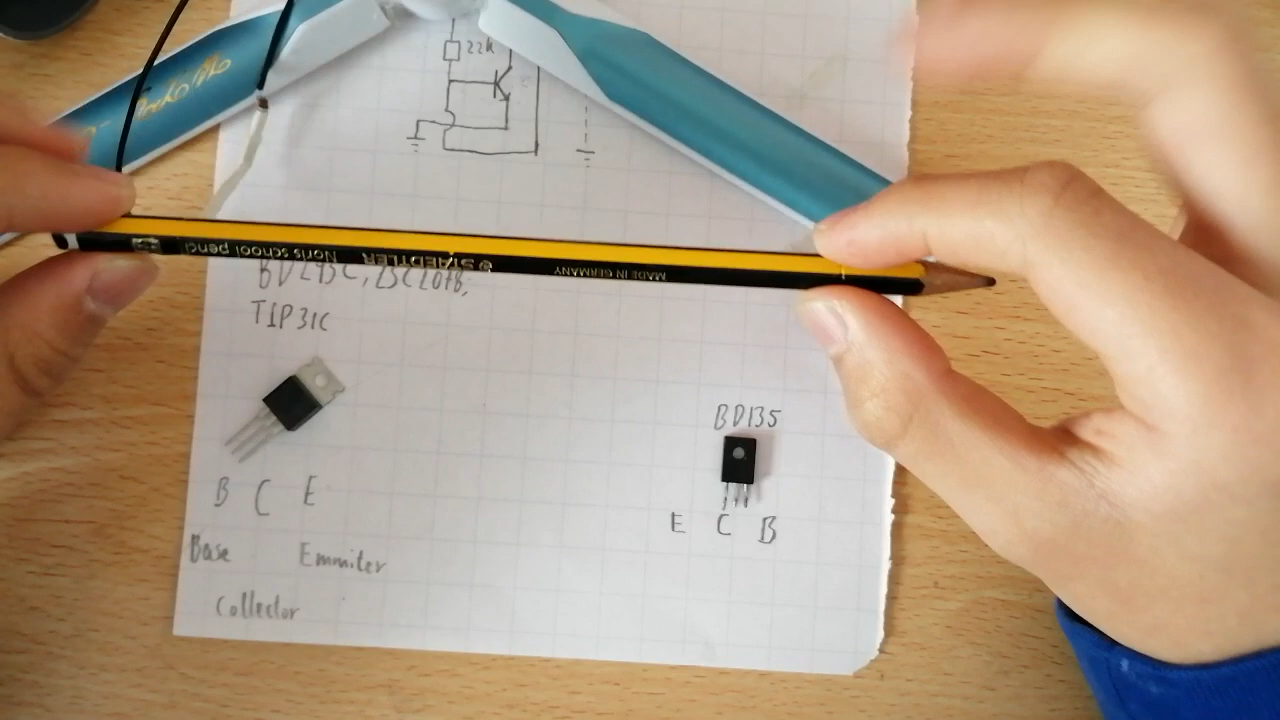 22k
Noris school pencil
STAEDTLER
MADE IN GERMANY
TIP31C
BD135
B C E
E C B
Base
Emmiter
Collector